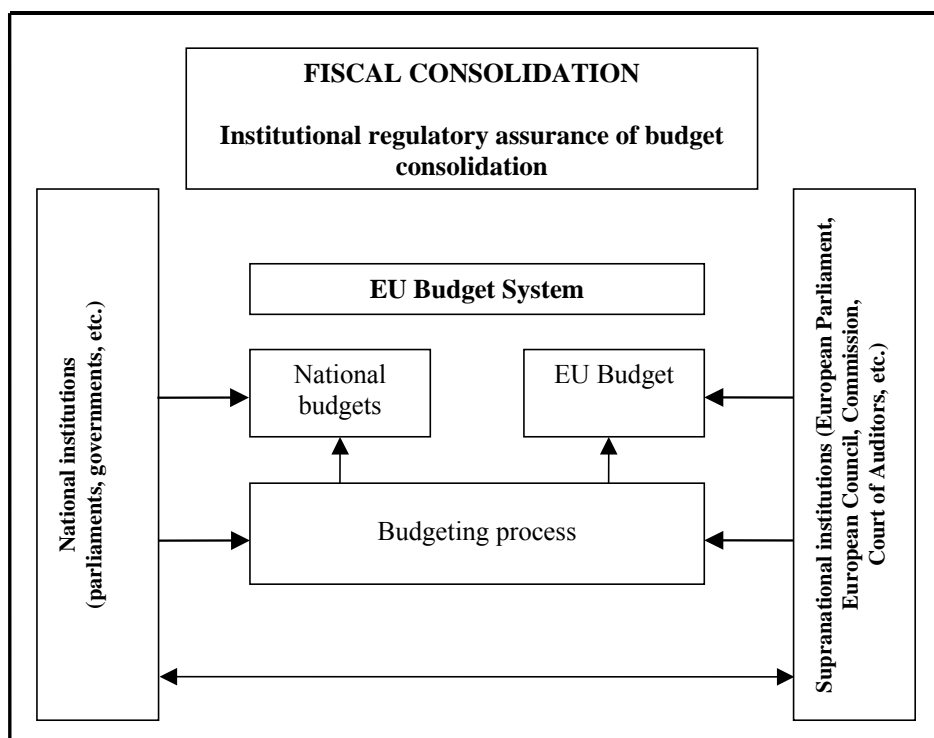 FISCAL CONSOLIDATION
Institutional regulatory assurance of budget
consolidation
National institutions
(parliaments, governments, etc.)
EU Budget System
National
budgets
EU Budget
Budgeting process
Supranational institutions (European Parliament,
European Council, Commission,
Court of Auditors, etc.)